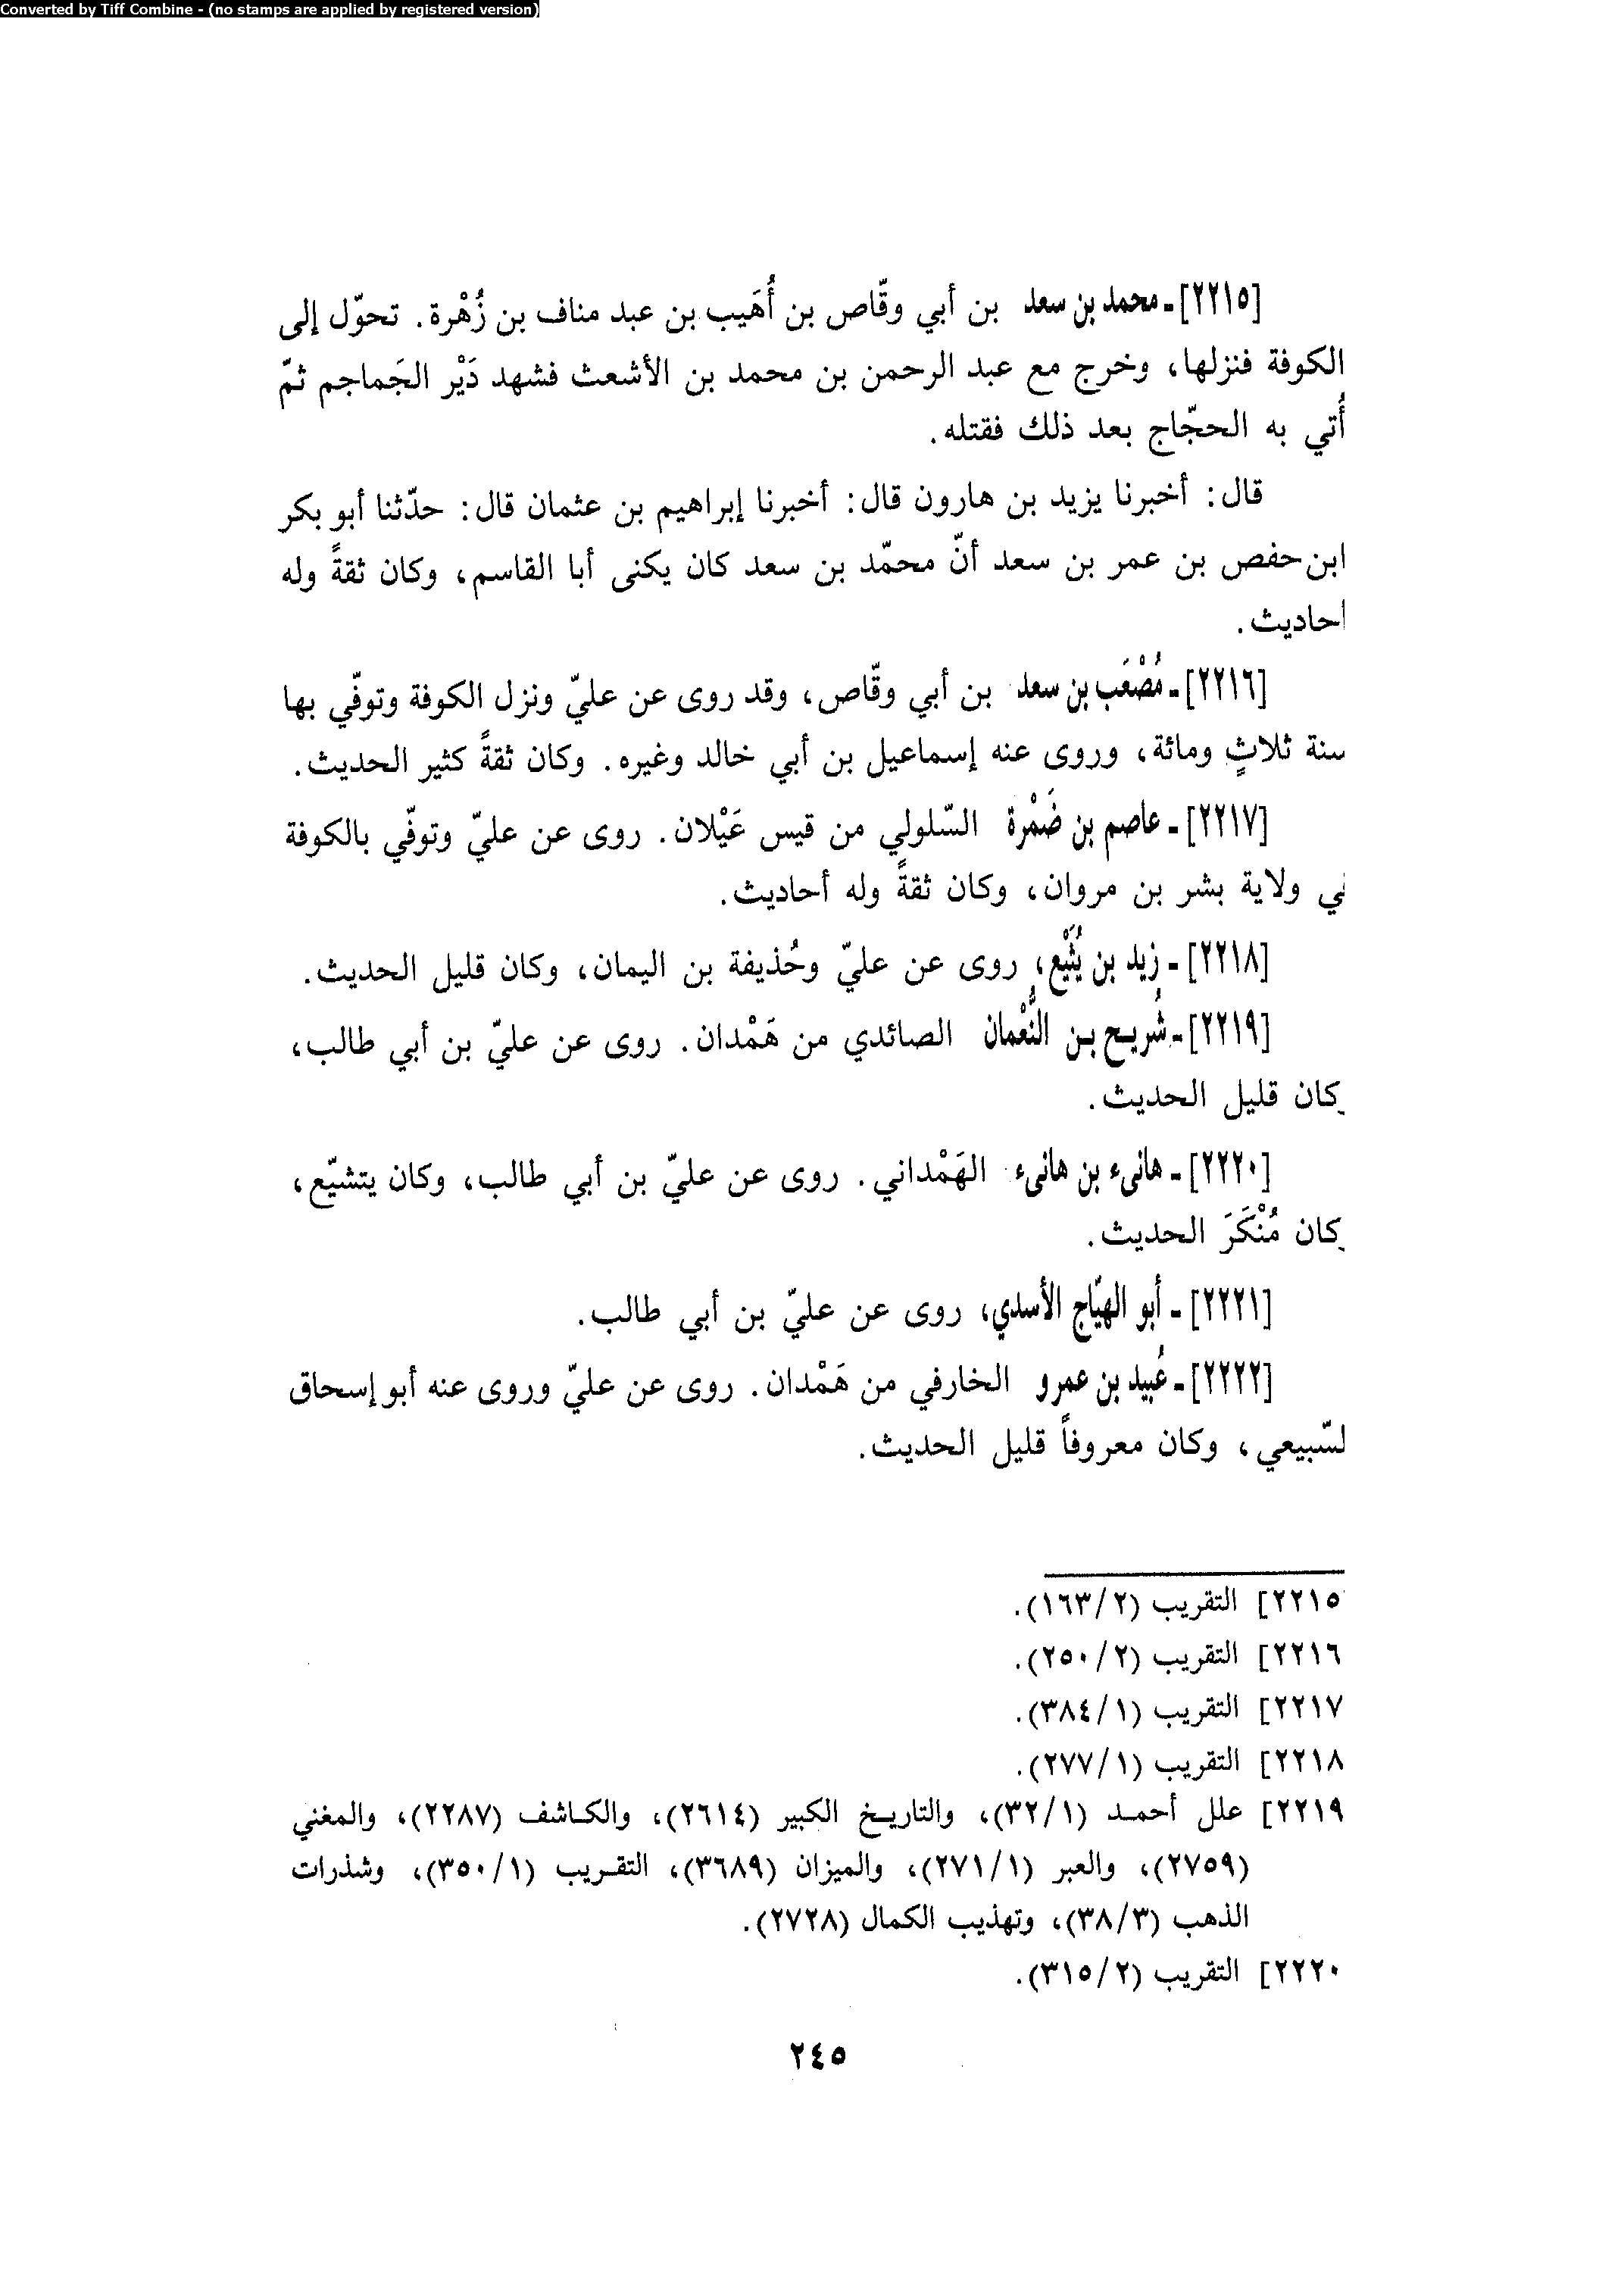 Converted by Tiff Combine - (no stamps are applied by registered version)
[٢٢١٥] ـ محمد بن سعد بن أبي وقّاص بن أُهَيب بن عبد مناف بن زُهْرة. تحوّل إلى
الكوفة فنزلها، وخرج مع عبد الرحمن بن محمد بن الأشعث فشهد دَيْر الجَماجم ثمّ
أُتي به الحجّاج بعد ذلك فقتله.
قال: أخبرنا يزيد بن هارون قال: أخبرنا إبراهيم بن عثمان قال: حدّثنا أبو بكر
ابن حفص بن عمر بن سعد أنّ محمّد بن سعد كان يكنى أبا القاسم، وكان ثقةً وله
احاديث.
[٢٢١٦] ـ مُصْعَب بن سعد بن أبي وقّاص، وقد روى عن عليّ ونزل الكوفة وتوفّي بها
سنة ثلاثٍ ومائة، وروى عنه إسماعيل بن أبي خالد وغيره. وكان ثقةً كثير الحديث.
[٢٢١٧] ـ عاصم بن ضَمْرة السّلولي من قيس عَيْلان. روى عن عليّ وتوفّي بالكوفة
في ولاية بشر بن مروان، وكان ثقةً وله أحاديث.
[٢٢١٨] ـ زيد بن يُثَيْع، روى عن عليّ وحُذيفة بن اليمان، وكان قليل الحديث.
[٢٢١٩] ـ شُريح بن النُّعْمان الصائدي من هَمْدان. روى عن عليّ بن أبي طالب،
وكان قليل الحديث.
[٢٢٢٠] ـ هانىء بن هانىء الهَمْداني. روى عن عليّ بن أبي طالب، وكان يتشيّع،
وكان مُنْكَرَ الحديث.
[٢٢٢١] ـ أبو الهيّاج الأسدي، روى عن عليّ بن أبي طالب.
[٢٢٢٢] ـ عُبيد بن عمرو الخارفي من هَمْدان. روى عن عليّ وروى عنه أبو إسحاق
لسّبيعي، وكان معروفاً قليل الحديث.
٢٢١٥] التقريب (٢/ ١٦٣).
٢٢١٦] التقريب (٢/ ٢٥٠).
٢٢١٧] التقريب (١/ ٣٨٤).
٢٢١٨] التقريب (١/ ٢٧٧).
٢٢١٩] علل أحمد (١/ ٣٢)، والتاريخ الكبير (٢٦١٤)، والكاشف (٢٢٨٧)، والمغني
(٢٧٥٩)، والعبر (١/ ٢٧١)، والميزان (٣٦٨٩)، التقريب (١/ ٣٥٠)، وشذرات
الذهب (٣/ ٣٨)، وتهذيب الكمال (٢٧٢٨).
٢٢٢٠] التقريب (٢/ ٣١٥).
٢٤٥